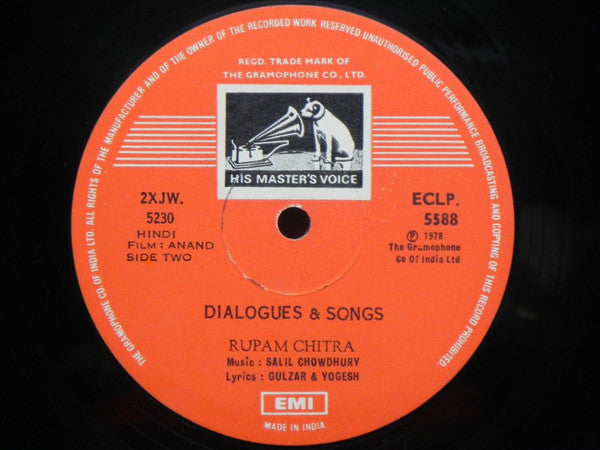 ALL RIGHTS OF THE MANUFACTURER AND OF THE OWNER OF THE RECORDED WORK RESERVED UNAUTHORISED PUBLIC PERFORMANCE BROADCASTING AND COPYING OF THIS RECORD PROHIBITED.
THE GRAMOPHONE CO. OF INDIA LTD.
REGD. TRADE MARK OF
THE GRAMOPHONE CO., LTD.
HIS MASTER'S VOICE
2XJW.
5230
HINDI
FILM : ANAND
SIDE TWO
ECLP.
5588
Ⓟ 1978
The Gramophone
Co Of India Ltd
DIALOGUES & SONGS
RUPAM CHITRA
Music : SALIL CHOWDHURY
Lyrics : GULZAR & YOGESH
EMI
MADE IN INDIA